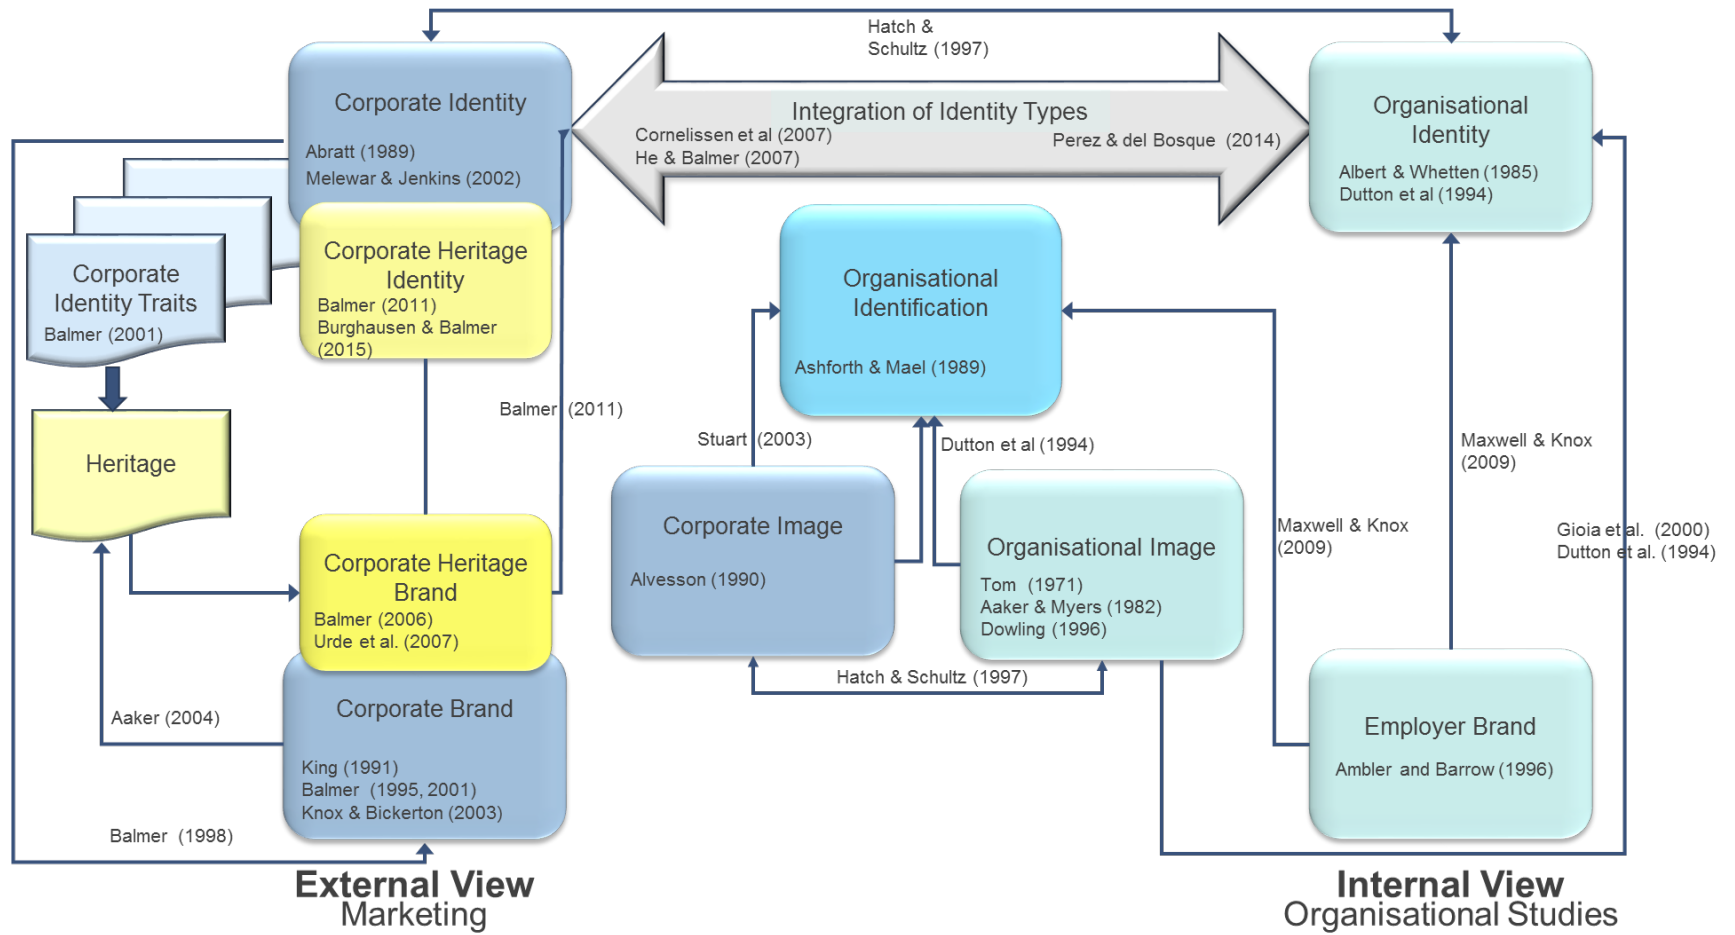 Hatch &
Schultz (1997)
Corporate Identity
Abratt (1989)
Melewar & Jenkins (2002)
Integration of Identity Types
Cornelissen et al (2007)
He & Balmer (2007)
Perez & del Bosque (2014)
Organisational
Identity
Albert & Whetten (1985)
Dutton et al (1994)
Corporate
Identity Traits
Balmer (2001)
Corporate Heritage
Identity
Balmer (2011)
Burghausen & Balmer
(2015)
Organisational
Identification
Ashforth & Mael (1989)
Heritage
Balmer (2011)
Stuart (2003)
Dutton et al (1994)
Maxwell & Knox
(2009)
Corporate Image
Alvesson (1990)
Organisational Image
Tom (1971)
Aaker & Myers (1982)
Dowling (1996)
Maxwell & Knox
(2009)
Gioia et al. (2000)
Dutton et al. (1994)
Corporate Heritage
Brand
Balmer (2006)
Urde et al. (2007)
Hatch & Schultz (1997)
Aaker (2004)
Corporate Brand
King (1991)
Balmer (1995, 2001)
Knox & Bickerton (2003)
Employer Brand
Ambler and Barrow (1996)
Balmer (1998)
External View
Marketing
Internal View
Organisational Studies